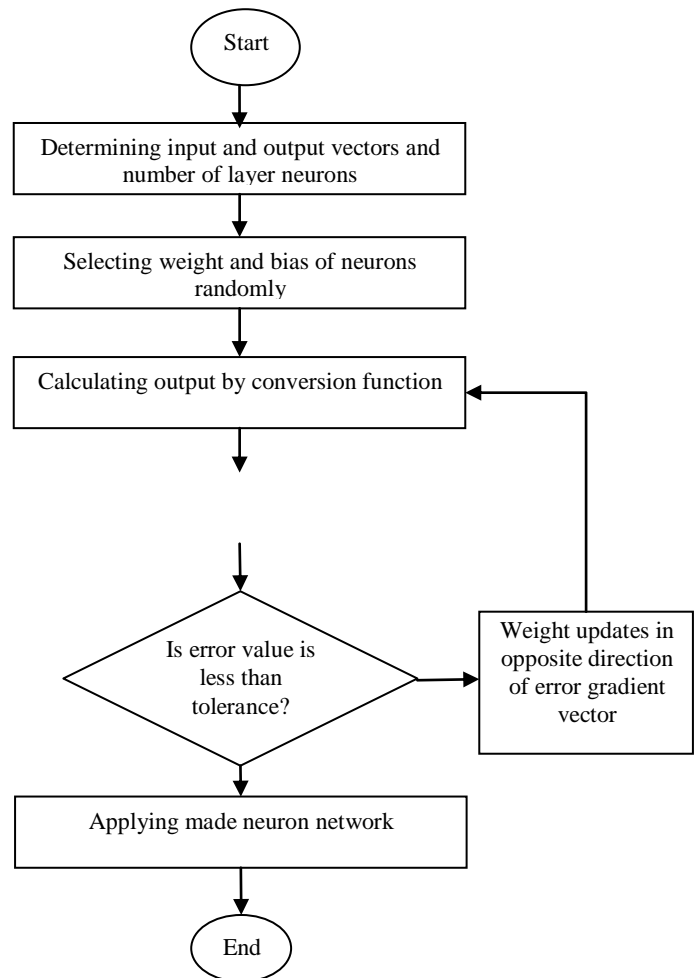 Start
Determining input and output vectors and
number of layer neurons
Selecting weight and bias of neurons
randomly
Calculating output by conversion function
Is error value is
less than
tolerance?
Weight updates in
opposite direction
of error gradient
vector
Applying made neuron network
End